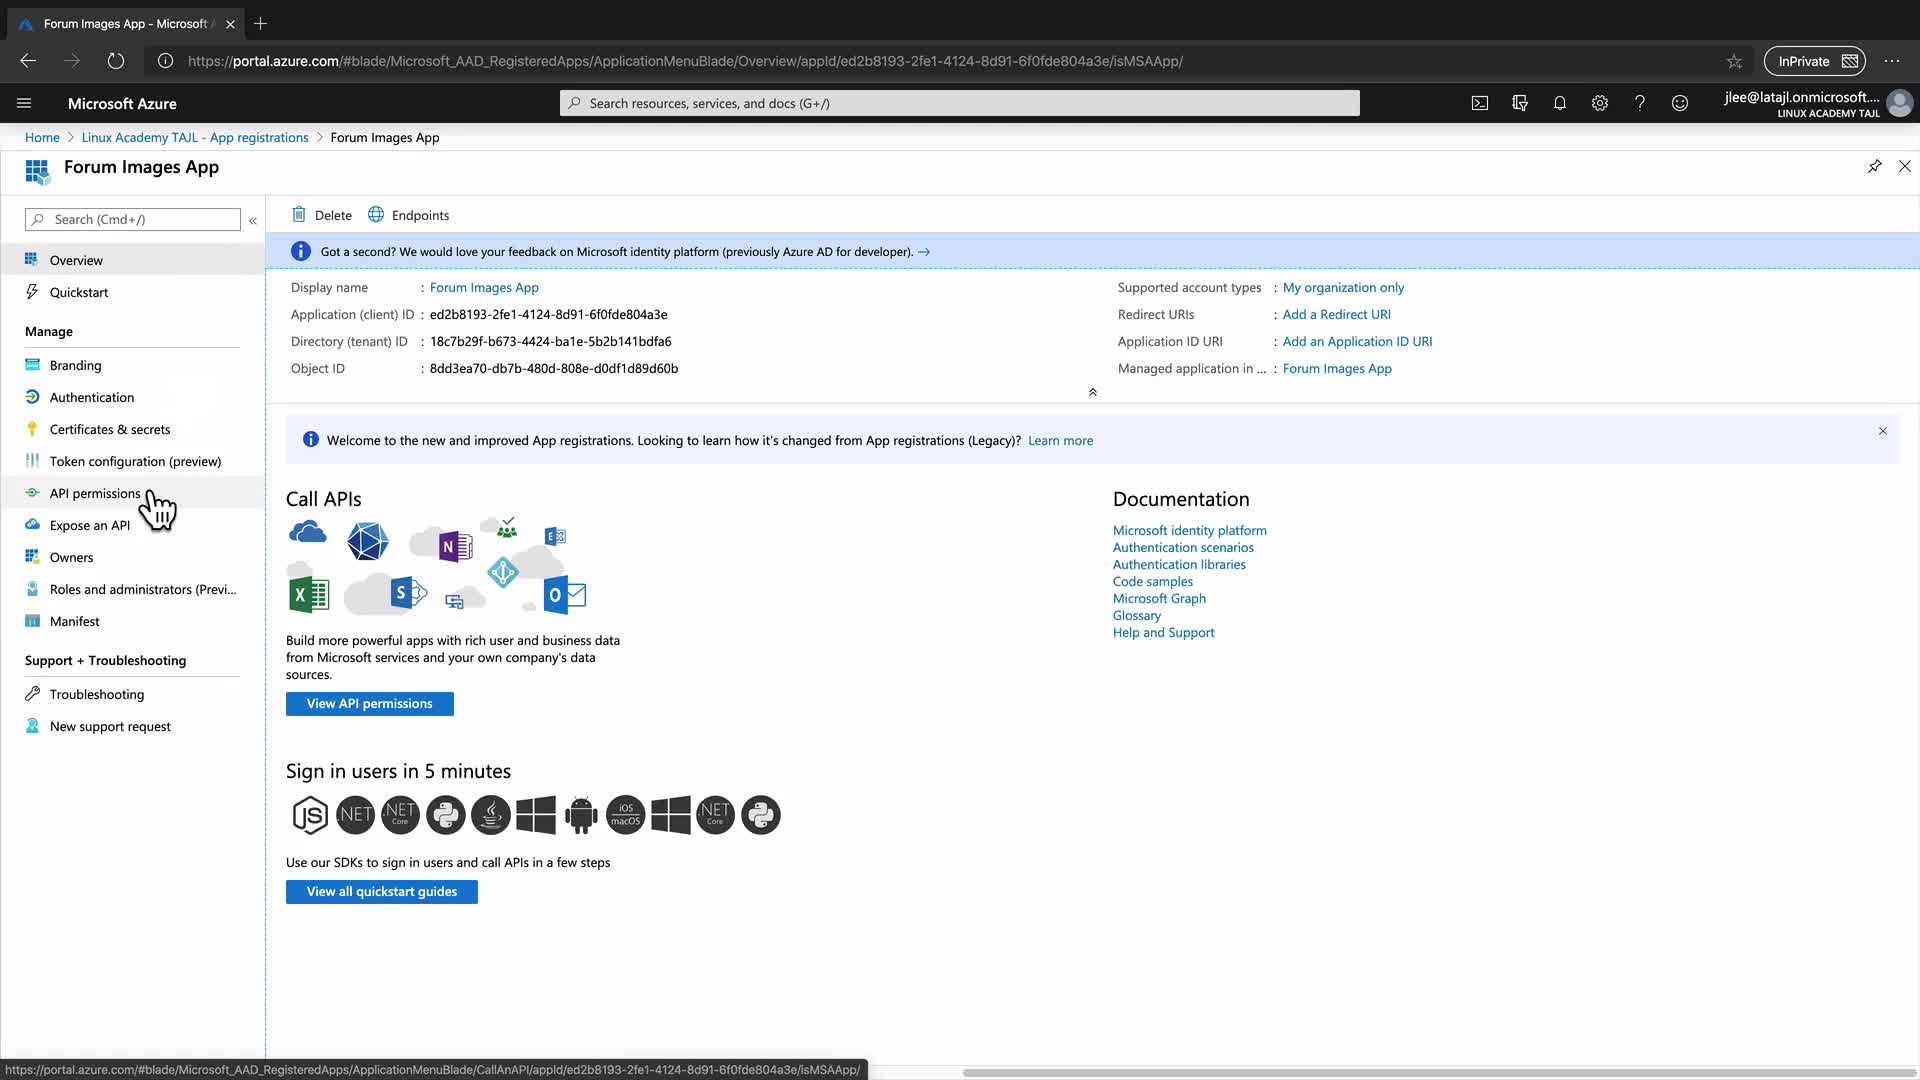 Forum Images App - Microsoft A
https://portal.azure.com/#blade/Microsoft_AAD_RegisteredApps/ApplicationMenuBlade/Overview/appId/ed2b8193-2fe1-4124-8d91-6f0fde804a3e/isMSAApp/
InPrivate
Microsoft Azure
Search resources, services, and docs (G+/)
jlee@latajl.onmicrosoft....
LINUX ACADEMY TAJL
Home > Linux Academy TAJL - App registrations > Forum Images App
Forum Images App
Search (Cmd+/)
Overview
Quickstart
Manage
Branding
Authentication
Certificates & secrets
Token configuration (preview)
API permissions
Expose an API
Owners
Roles and administrators (Previ...
Manifest
Support + Troubleshooting
Troubleshooting
New support request
Delete
Endpoints
Got a second? We would love your feedback on Microsoft identity platform (previously Azure AD for developer). →
Display name : Forum Images App
Application (client) ID : ed2b8193-2fe1-4124-8d91-6f0fde804a3e
Directory (tenant) ID : 18c7b29f-b673-4424-ba1e-5b2b141bdfa6
Object ID : 8dd3ea70-db7b-480d-808e-d0df1d89d60b
Supported account types : My organization only
Redirect URIs : Add a Redirect URI
Application ID URI : Add an Application ID URI
Managed application in ... : Forum Images App
Welcome to the new and improved App registrations. Looking to learn how it's changed from App registrations (Legacy)? Learn more
Call APIs
N
E
X
S
O
Build more powerful apps with rich user and business data
from Microsoft services and your own company's data
sources.
View API permissions
Documentation
Microsoft identity platform
Authentication scenarios
Authentication libraries
Code samples
Microsoft Graph
Glossary
Help and Support
Sign in users in 5 minutes
JS
.NET
.NET Core
iOS macOS
.NET Core
Use our SDKs to sign in users and call APIs in a few steps
View all quickstart guides
https://portal.azure.com/#blade/Microsoft_AAD_RegisteredApps/ApplicationMenuBlade/CallAnAPI/appId/ed2b8193-2fe1-4124-8d91-6f0fde804a3e/isMSAApp/